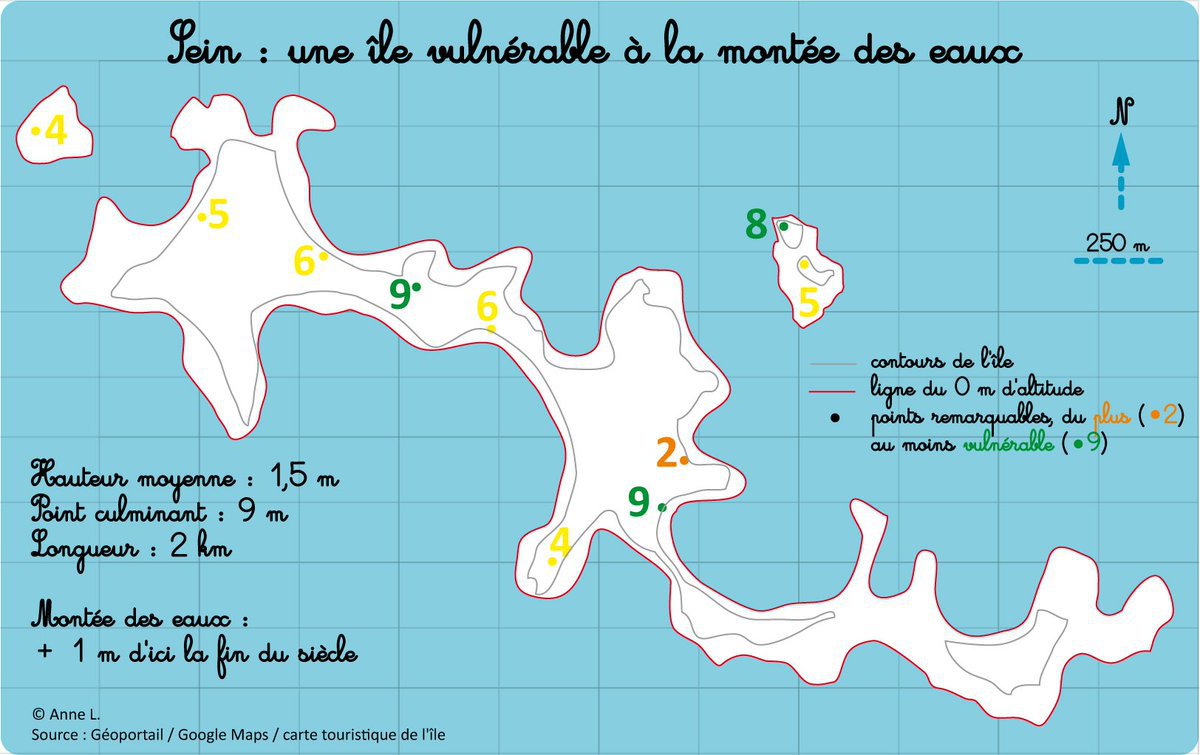 Sein : une île vulnérable à la montée des eaux
4
N
5
8
250 m
6
9
6
5
contours de l'île
ligne du 0 m d'altitude
points remarquables, du plus (•2)
au moins vulnérable (•9)
2
Hauteur moyenne : 1,5 m
Point culminant : 9 m
Longueur : 2 km
9
4
Montée des eaux :
+ 1 m d'ici la fin du siècle
© Anne L.
Source : Géoportail / Google Maps / carte touristique de l'île